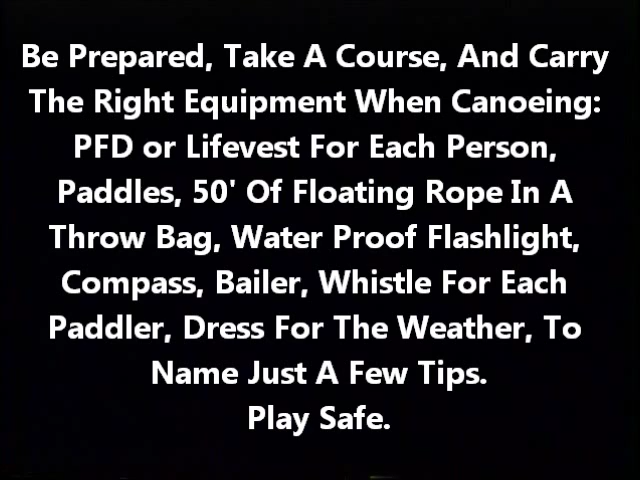 Be Prepared, Take A Course, And Carry
The Right Equipment When Canoeing:
PFD or Lifevest For Each Person,
Paddles, 50' Of Floating Rope In A
Throw Bag, Water Proof Flashlight,
Compass, Bailer, Whistle For Each
Paddler, Dress For The Weather, To
Name Just A Few Tips.
Play Safe.